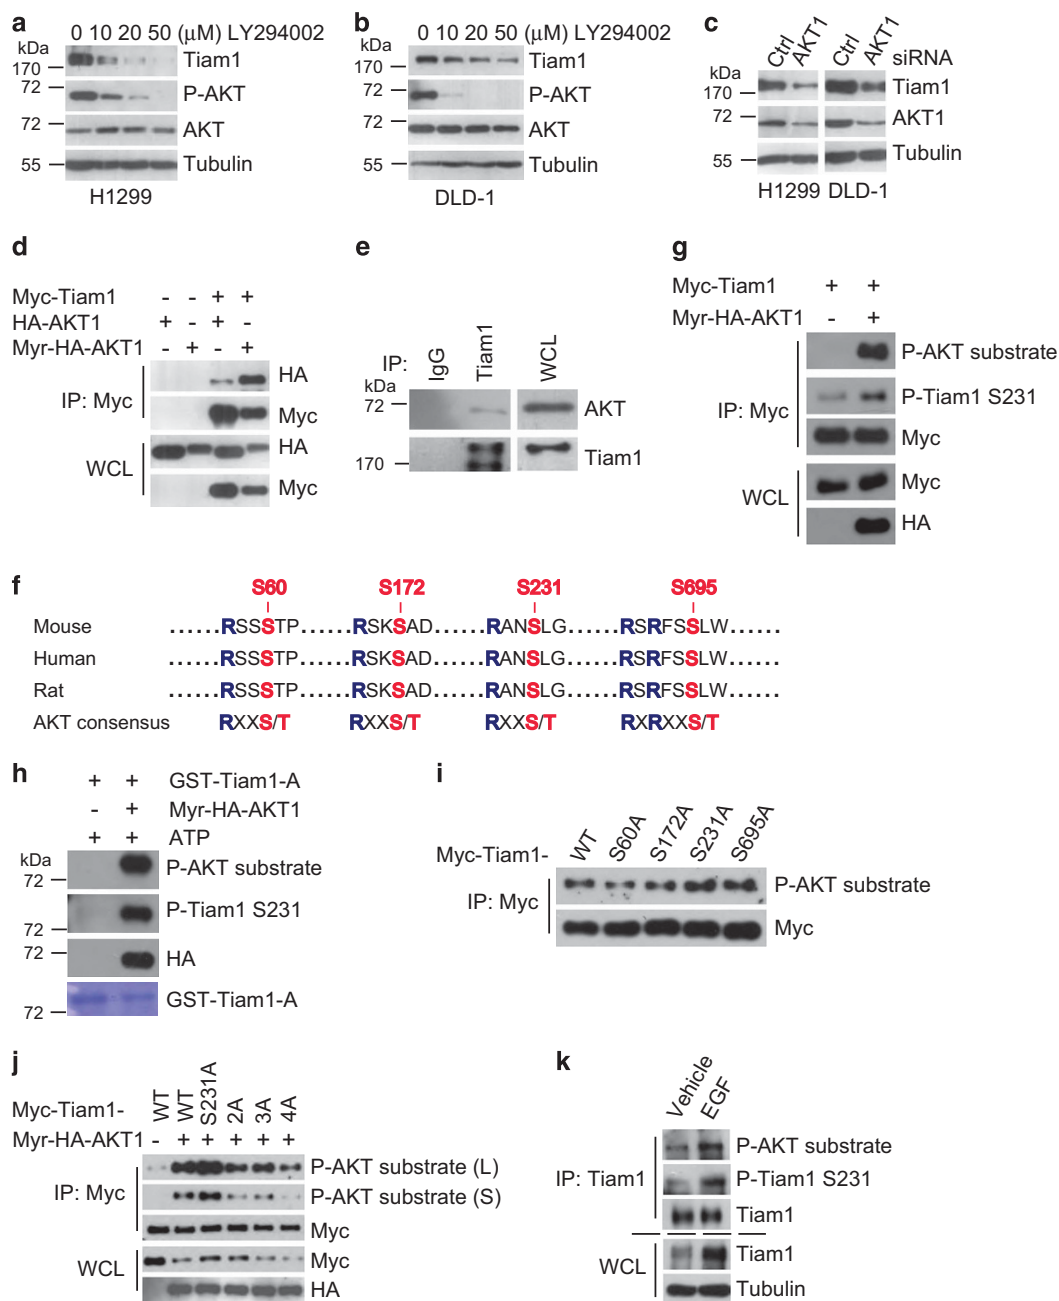 a
0 10 20 50 (μM) LY294002
kDa
170
Tiam1
72
P-AKT
72
AKT
55
Tubulin
H1299
b
0 10 20 50 (μM) LY294002
kDa
170
Tiam1
72
P-AKT
72
AKT
55
Tubulin
DLD-1
c
Ctrl AKT1 Ctrl AKT1 siRNA
kDa
170
Tiam1
72
AKT1
55
Tubulin
H1299 DLD-1
d
Myc-Tiam1 - - + +
HA-AKT1 + - + -
Myr-HA-AKT1 - + - +
IP: Myc
HA
Myc
WCL
HA
Myc
e
IP: IgG Tiam1 WCL
kDa
72
AKT
170
Tiam1
g
Myc-Tiam1 + +
Myr-HA-AKT1 - +
IP: Myc
P-AKT substrate
P-Tiam1 S231
Myc
WCL
Myc
HA
f
S60 S172 S231 S695
Mouse ......RSSSTP......RSKSAD......RANSLG......RSRFSSLW.....
Human ......RSSSTP......RSKSAD......RANSLG......RSRFSSLW.....
Rat ......RSSSTP......RSKSAD......RANSLG......RSRFSSLW.....
AKT consensus RXXS/T RXXS/T RXXS/T RXRXXS/T
h
+ + GST-Tiam1-A
- + Myr-HA-AKT1
+ + ATP
kDa
72
P-AKT substrate
72
P-Tiam1 S231
72
HA
72
GST-Tiam1-A
i
Myc-Tiam1- WT S60A S172A S231A S695A
IP: Myc
P-AKT substrate
Myc
j
Myc-Tiam1- WT WT S231A 2A 3A 4A
Myr-HA-AKT1 - + + + + +
IP: Myc
P-AKT substrate (L)
P-AKT substrate (S)
Myc
WCL
Myc
HA
k
Vehicle EGF
IP: Tiam1
P-AKT substrate
P-Tiam1 S231
Tiam1
WCL
Tiam1
Tubulin